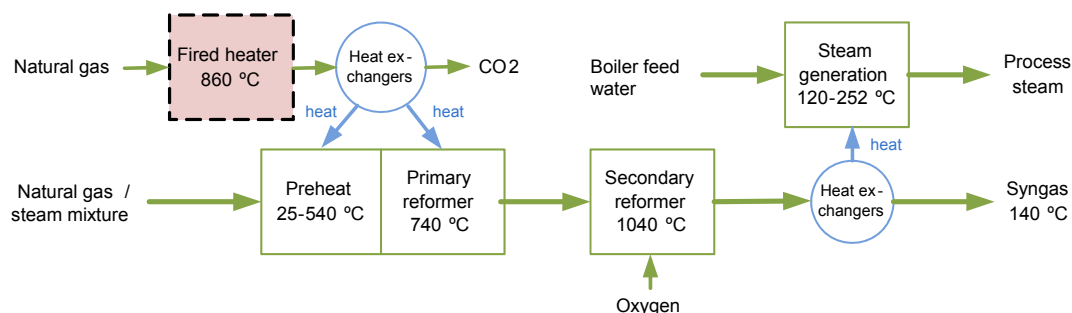 Natural gas
Fired heater
860 ºC
Heat ex-
changers
CO2
heat
heat
Boiler feed
water
Steam
generation
120-252 ºC
Process
steam
heat
Natural gas /
steam mixture
Preheat
25-540 ºC
Primary
reformer
740 ºC
Secondary
reformer
1040 ºC
Heat ex-
changers
Syngas
140 ºC
Oxygen